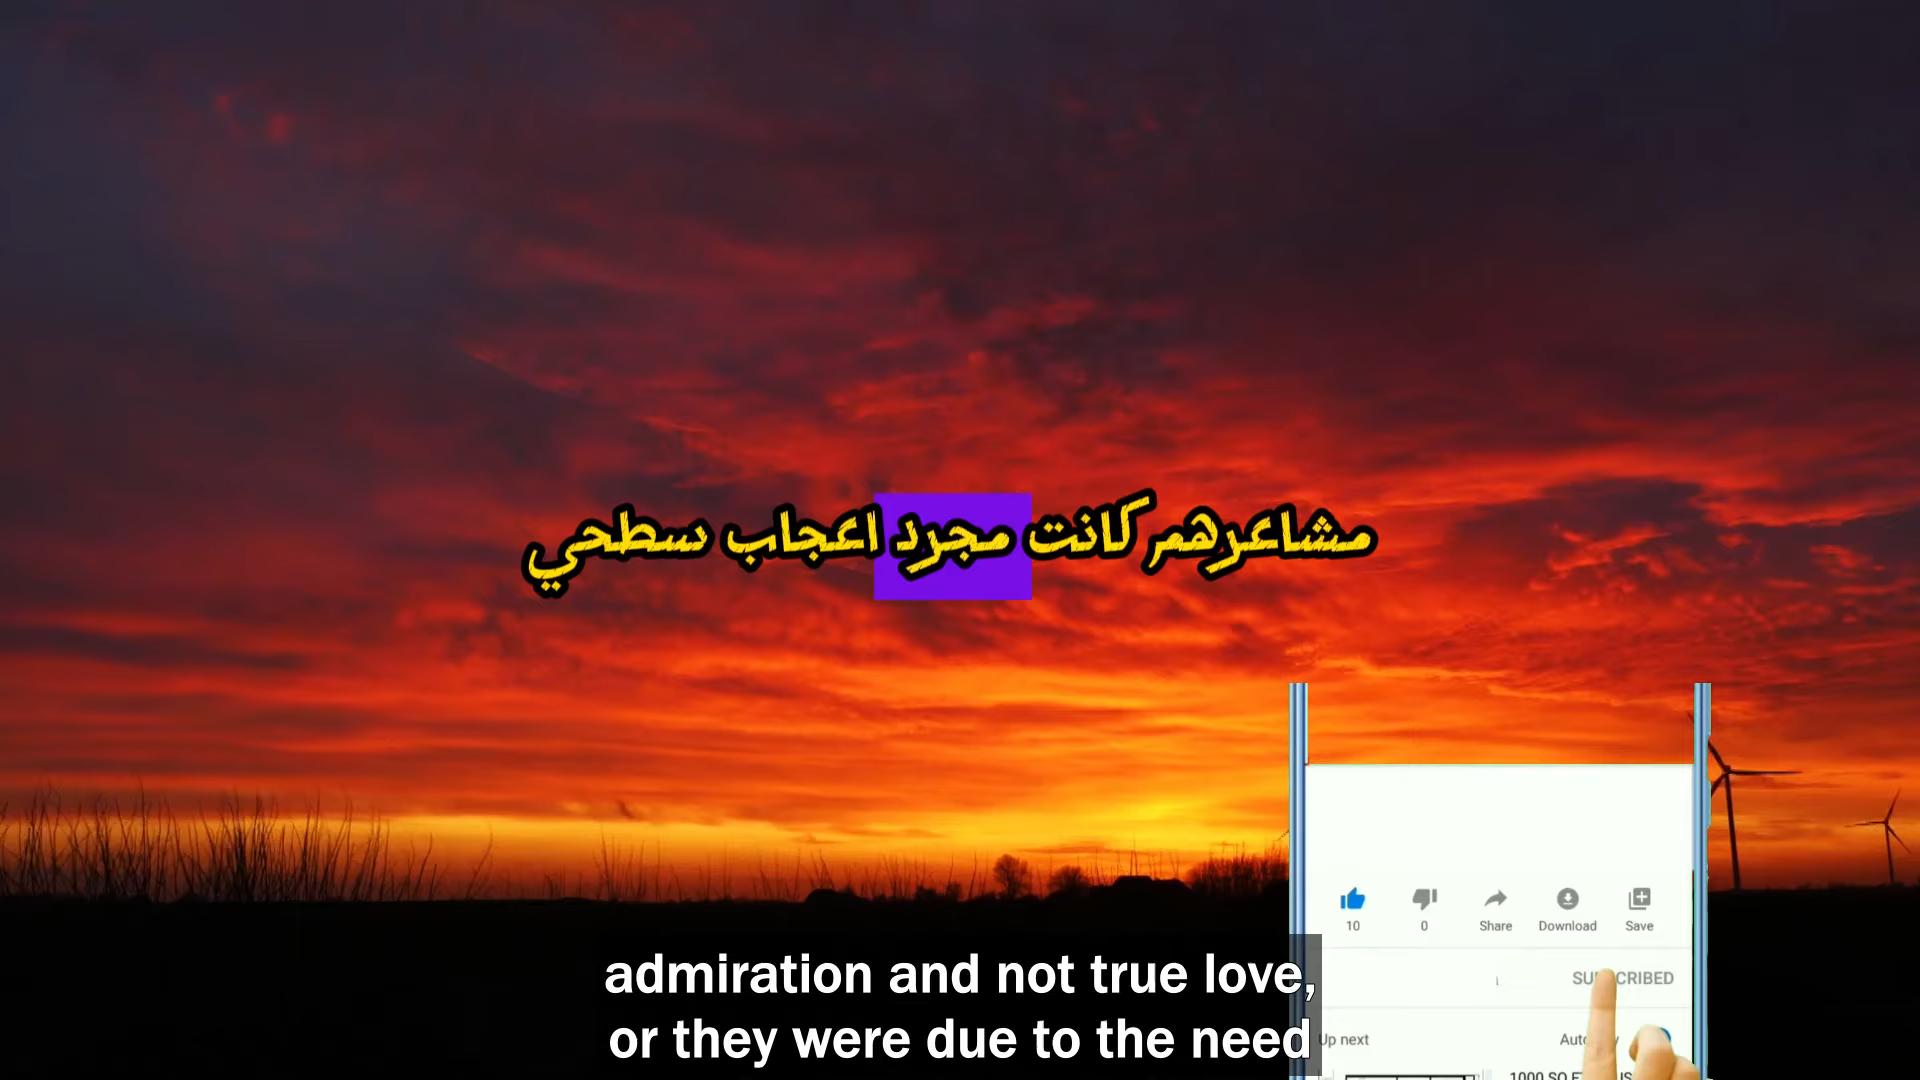 مشاعرهم كانت مجرد اعجاب سطحي
10
0
Share
Download
Save
admiration and not true love,
or they were due to the need
Up next